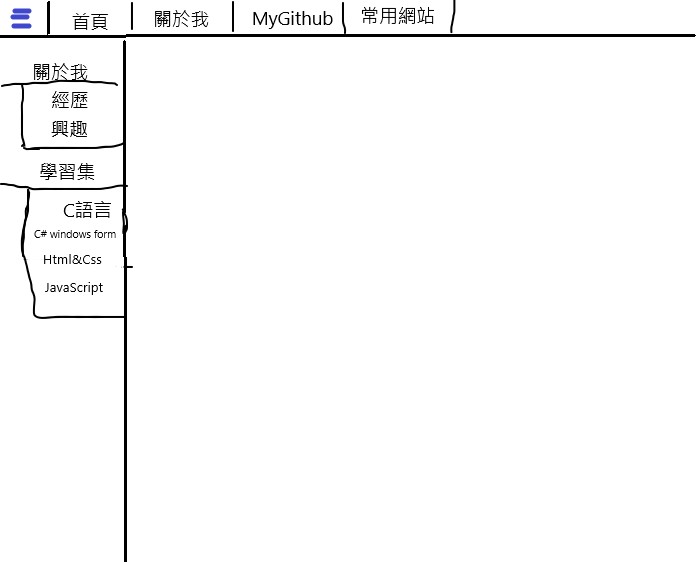 首頁 關於我 MyGithub 常用網站
關於我
經歷
興趣
學習集
C語言
C# windows form
Html&Css
JavaScript